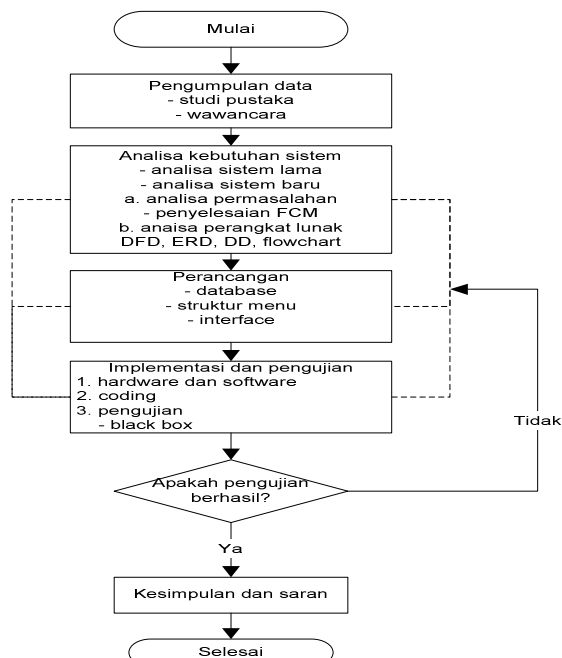 Mulai
Pengumpulan data
- studi pustaka
- wawancara
Analisa kebutuhan sistem
- analisa sistem lama
- analisa sistem baru
a. analisa permasalahan
- penyelesaian FCM
b. anaisa perangkat lunak
DFD, ERD, DD, flowchart
Perancangan
- database
- struktur menu
- interface
Implementasi dan pengujian
1. hardware dan software
2. coding
3. pengujian
- black box
Tidak
Apakah pengujian
berhasil?
Ya
Kesimpulan dan saran
Selesai